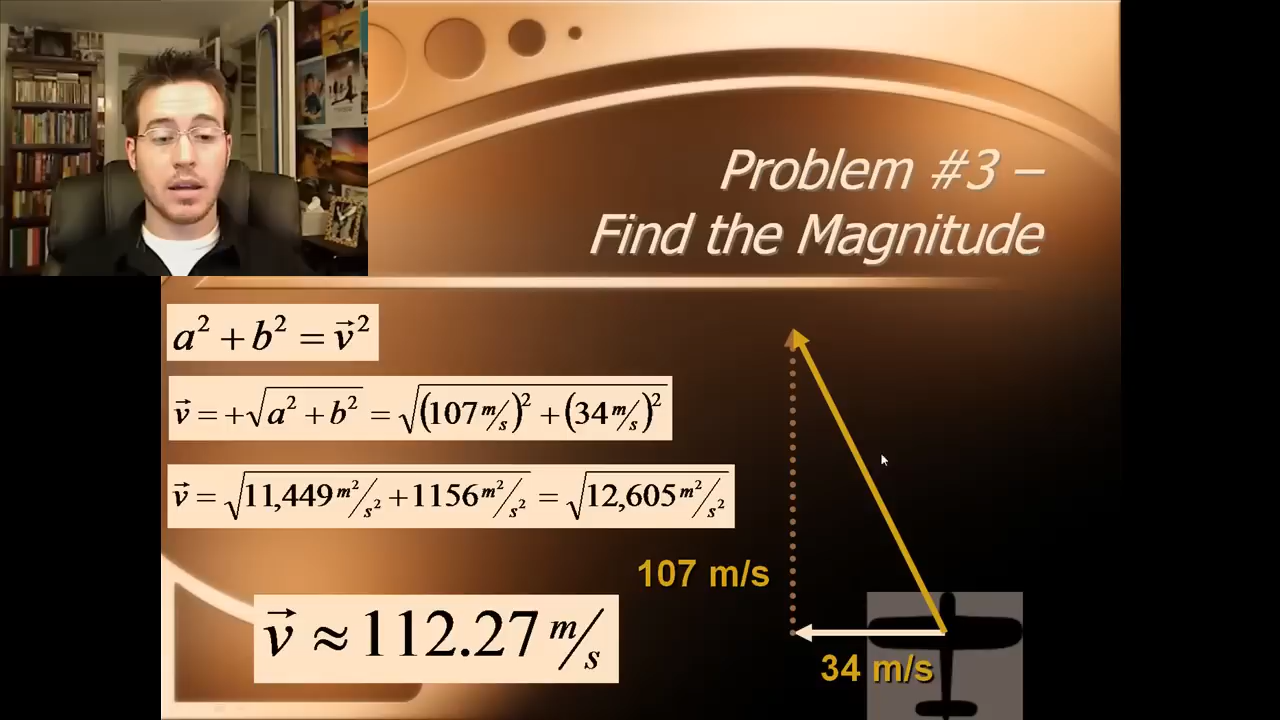 Problem #3 –
Find the Magnitude
a² + b² = v⃗²
v⃗ = +√(a² + b²) = √((107 m/s)² + (34 m/s)²)
v⃗ = √(11,449 m²/s² + 1156 m²/s²) = √(12,605 m²/s²)
v⃗ ≈ 112.27 m/s
107 m/s
34 m/s